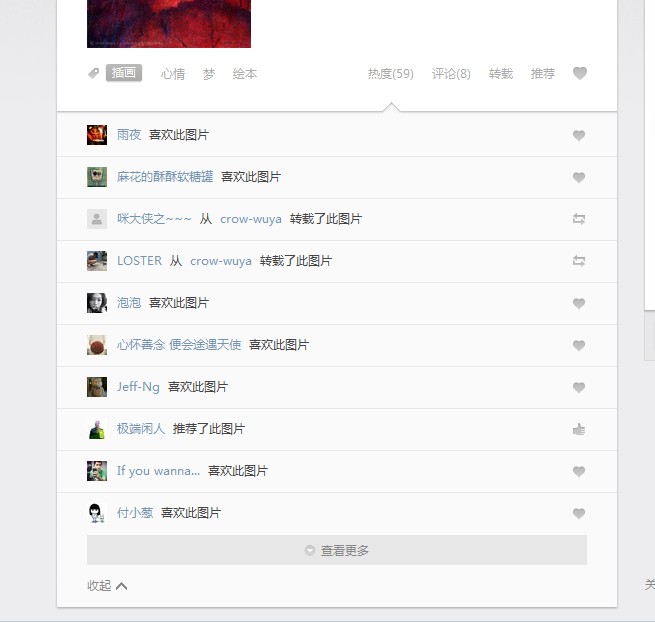 插画 心情 梦 绘本 热度(59) 评论(8) 转载 推荐
雨夜 喜欢此图片
麻花的酥酥软糖罐 喜欢此图片
咪大侠之~~~ 从 crow-wuya 转载了此图片
LOSTER 从 crow-wuya 转载了此图片
泡泡 喜欢此图片
心怀善念 便会途遇天使 喜欢此图片
Jeff-Ng 喜欢此图片
极端闲人 推荐了此图片
If you wanna... 喜欢此图片
付小葱 喜欢此图片
查看更多
收起
关